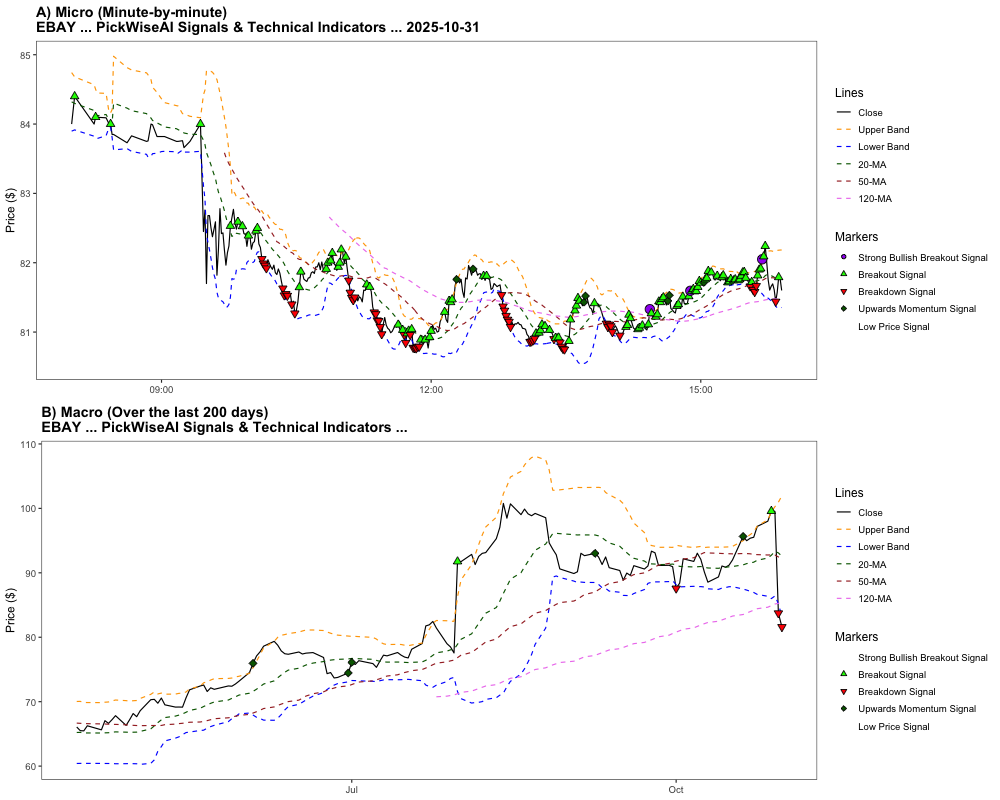 A) Micro (Minute-by-minute)
EBAY ... PickWiseAI Signals & Technical Indicators ... 2025-10-31
85
84
83
82
81
Price ($)
09:00
12:00
15:00
Lines
Close
Upper Band
Lower Band
20-MA
50-MA
120-MA
Markers
Strong Bullish Breakout Signal
Breakout Signal
Breakdown Signal
Upwards Momentum Signal
Low Price Signal
B) Macro (Over the last 200 days)
EBAY ... PickWiseAI Signals & Technical Indicators ...
110
100
90
80
70
60
Price ($)
Jul
Oct
Lines
Close
Upper Band
Lower Band
20-MA
50-MA
120-MA
Markers
Strong Bullish Breakout Signal
Breakout Signal
Breakdown Signal
Upwards Momentum Signal
Low Price Signal